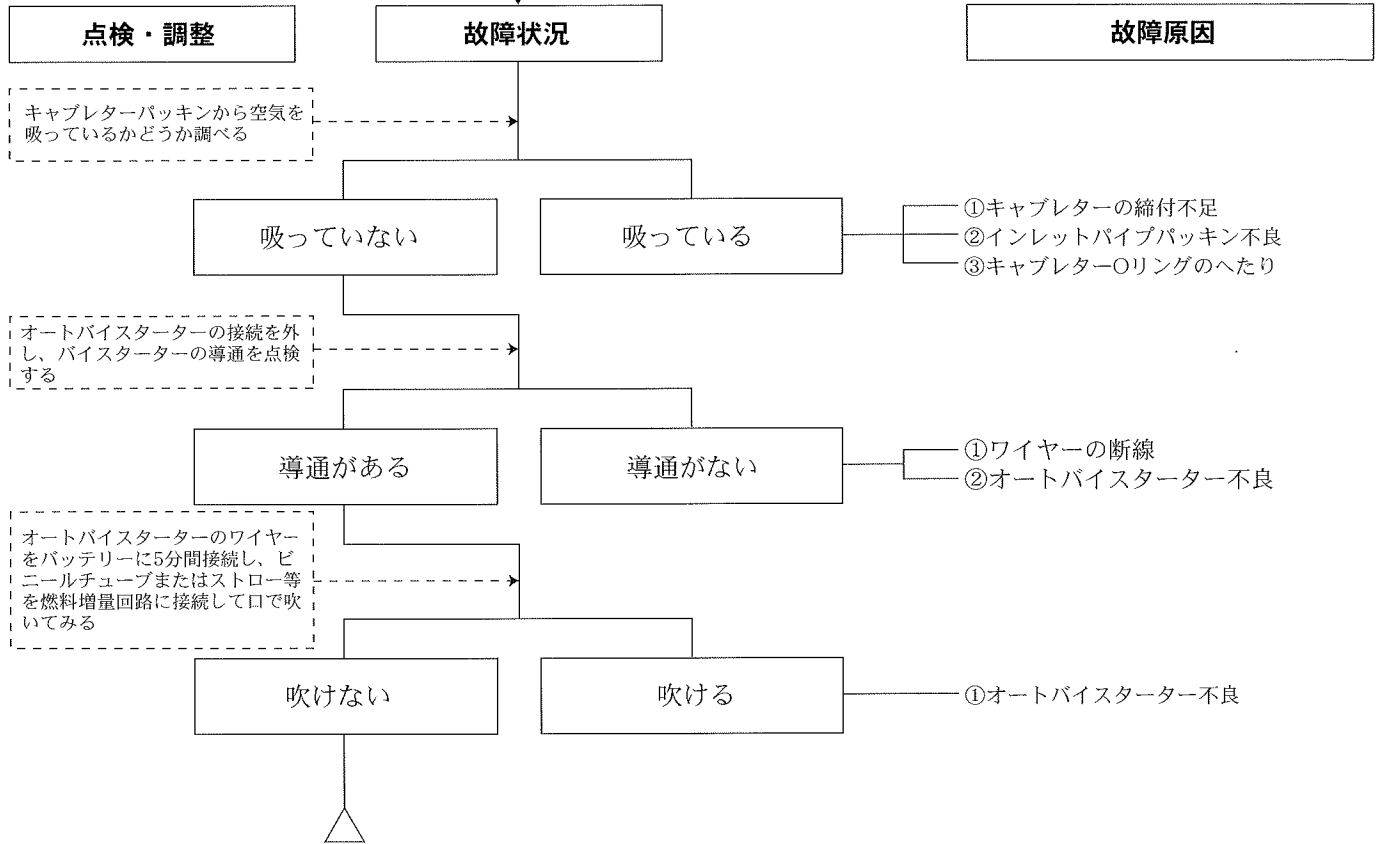 点検・調整
故障状況
故障原因
キャブレターパッキンから空気を
吸っているかどうか調べる
吸っていない
吸っている
①キャブレターの締付不足
②インレットパイプパッキン不良
③キャブレターOリングのへたり
オートバイスターターの接続を外
し、バイスターターの導通を点検
する
導通がある
導通がない
①ワイヤーの断線
②オートバイスターター不良
オートバイスターターのワイヤー
をバッテリーに5分間接続し、ビ
ニールチューブまたはストロー等
を燃料増量回路に接続して口で吹
いてみる
吹けない
吹ける
①オートバイスターター不良